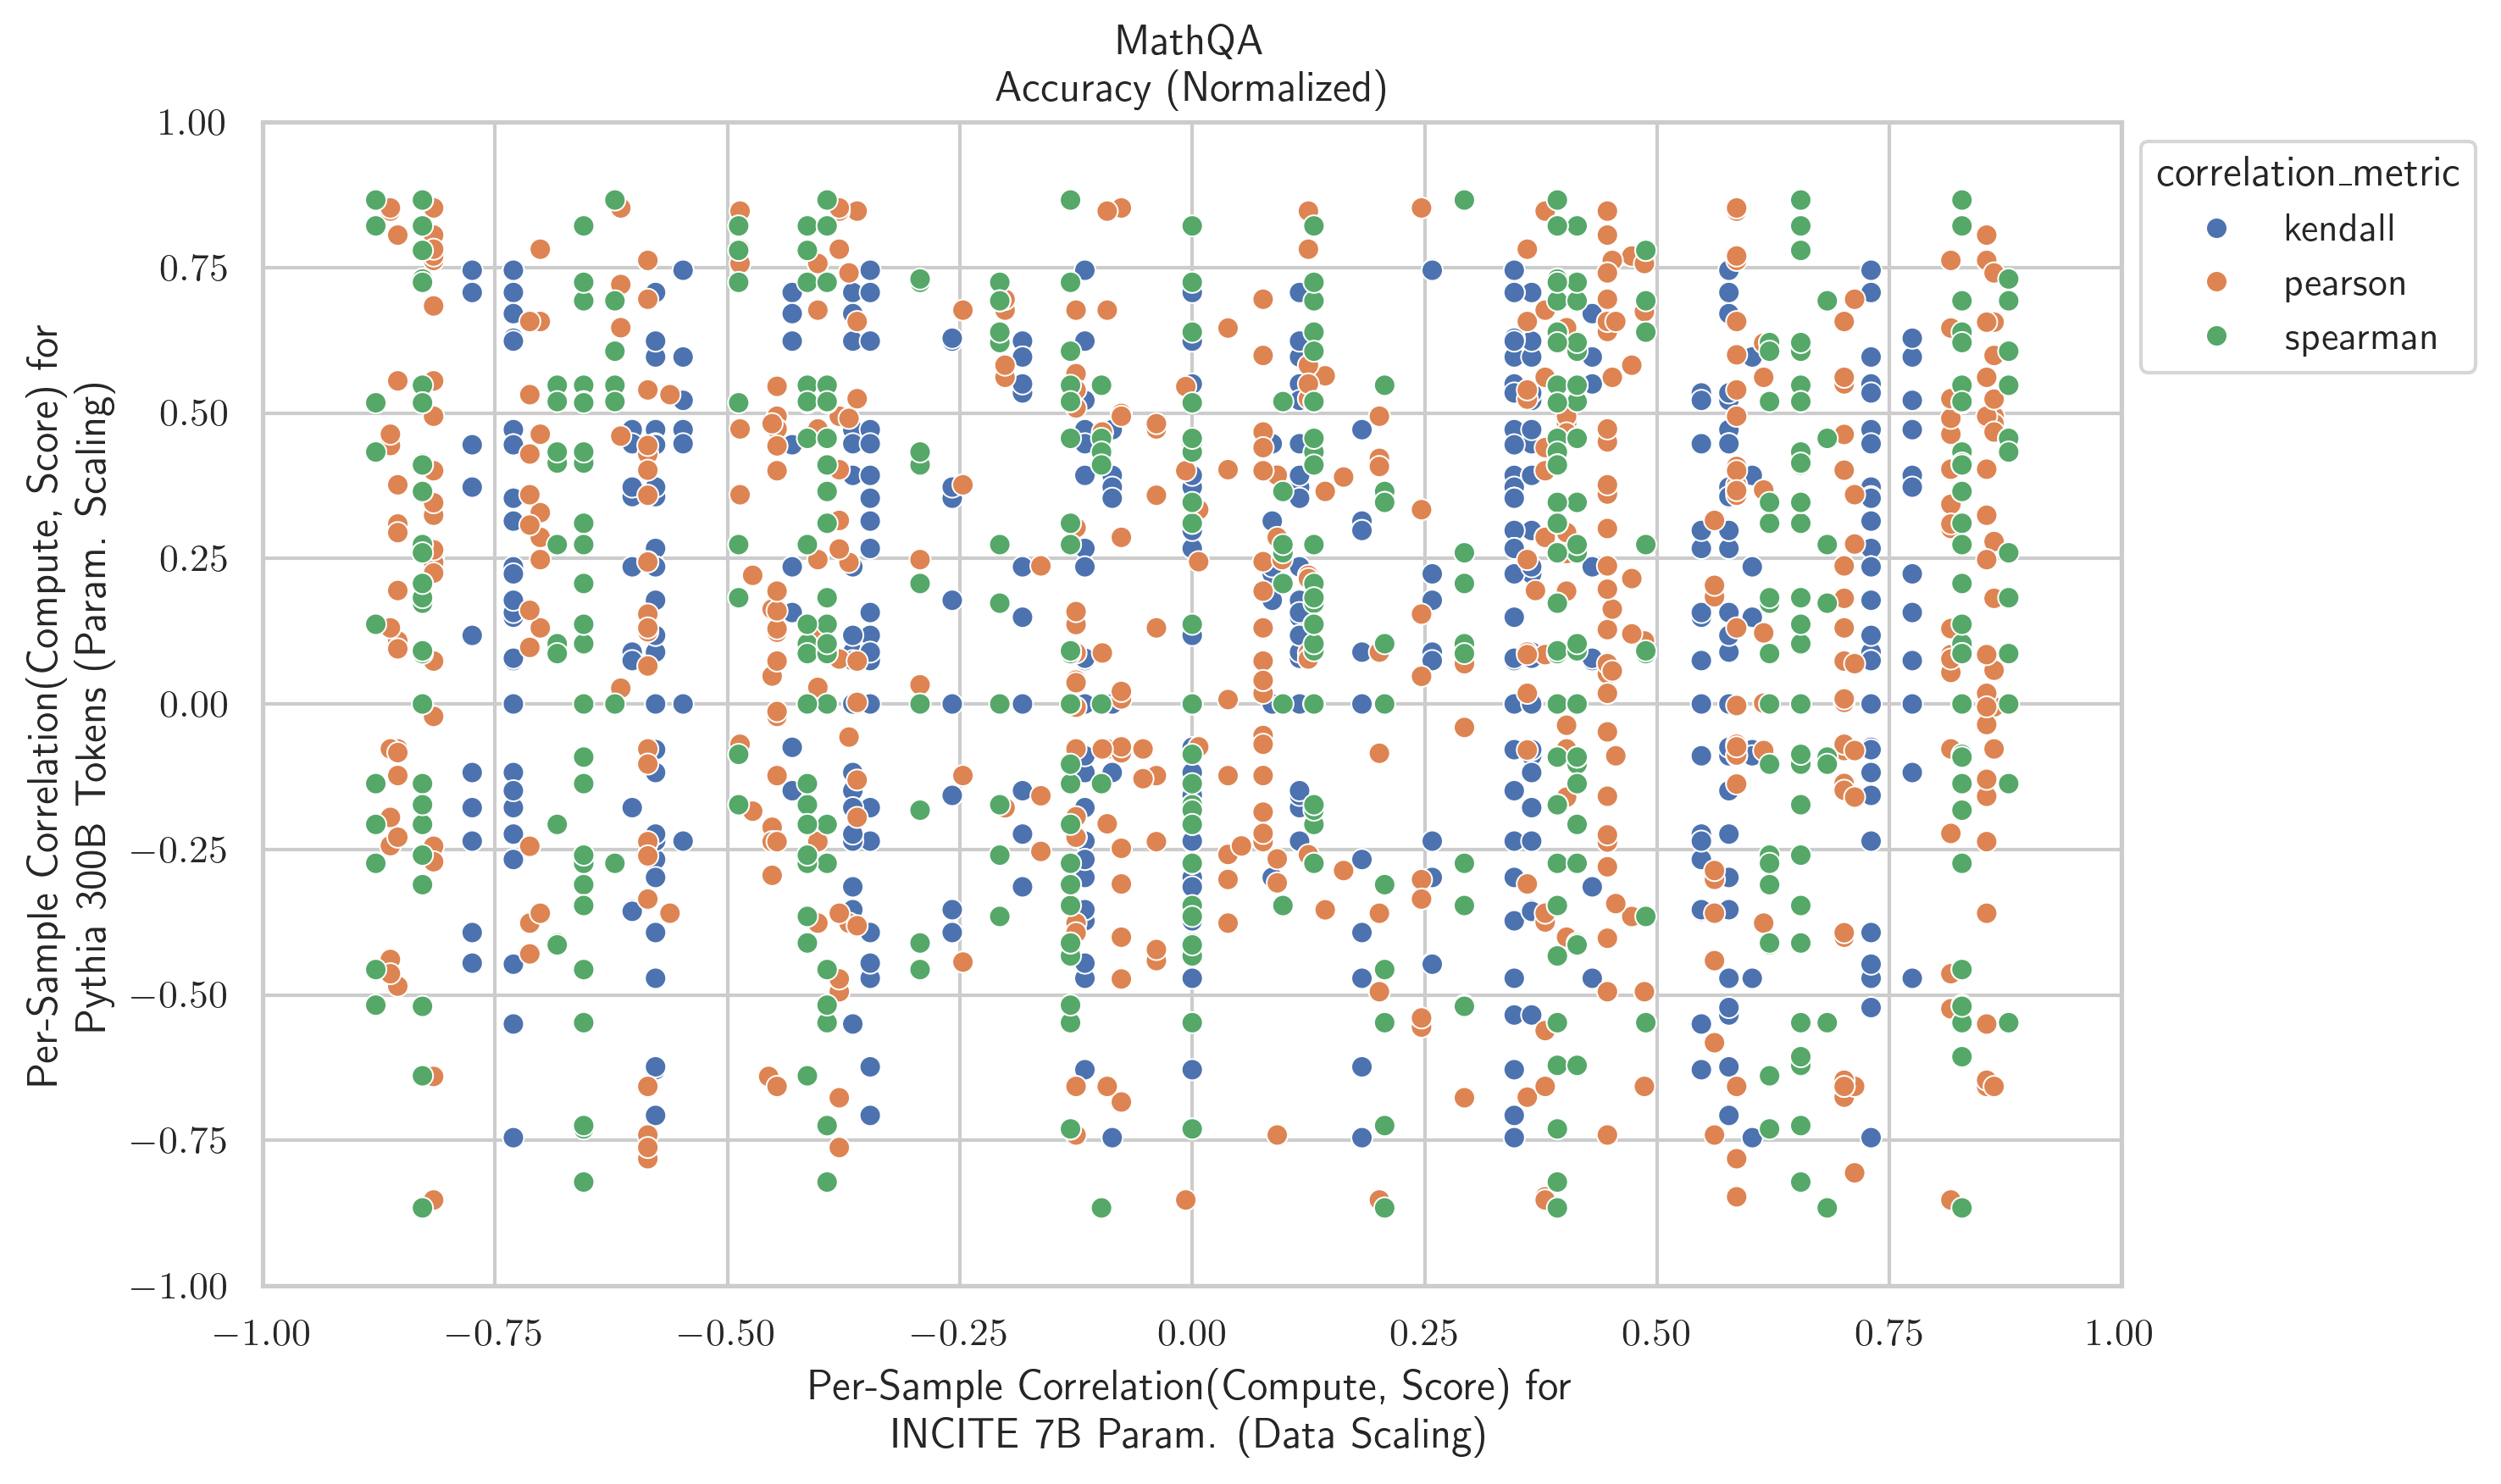 MathQA
Accuracy (Normalized)
Per-Sample Correlation(Compute, Score) for
Pythia 300B Tokens (Param. Scaling)
1.00
0.75
0.50
0.25
0.00
−0.25
−0.50
−0.75
−1.00
−1.00 −0.75 −0.50 −0.25 0.00 0.25 0.50 0.75 1.00
Per-Sample Correlation(Compute, Score) for
INCITE 7B Param. (Data Scaling)
correlation_metric
kendall
pearson
spearman